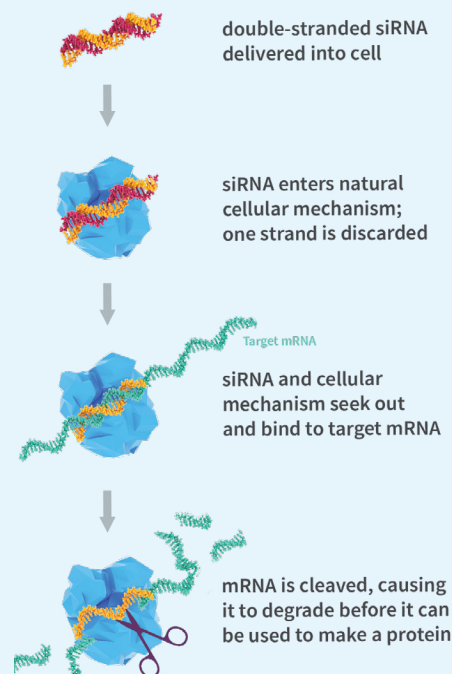 double-stranded siRNA
delivered into cell
siRNA enters natural
cellular mechanism;
one strand is discarded
Target mRNA
siRNA and cellular
mechanism seek out
and bind to target mRNA
mRNA is cleaved, causing
it to degrade before it can
be used to make a protein